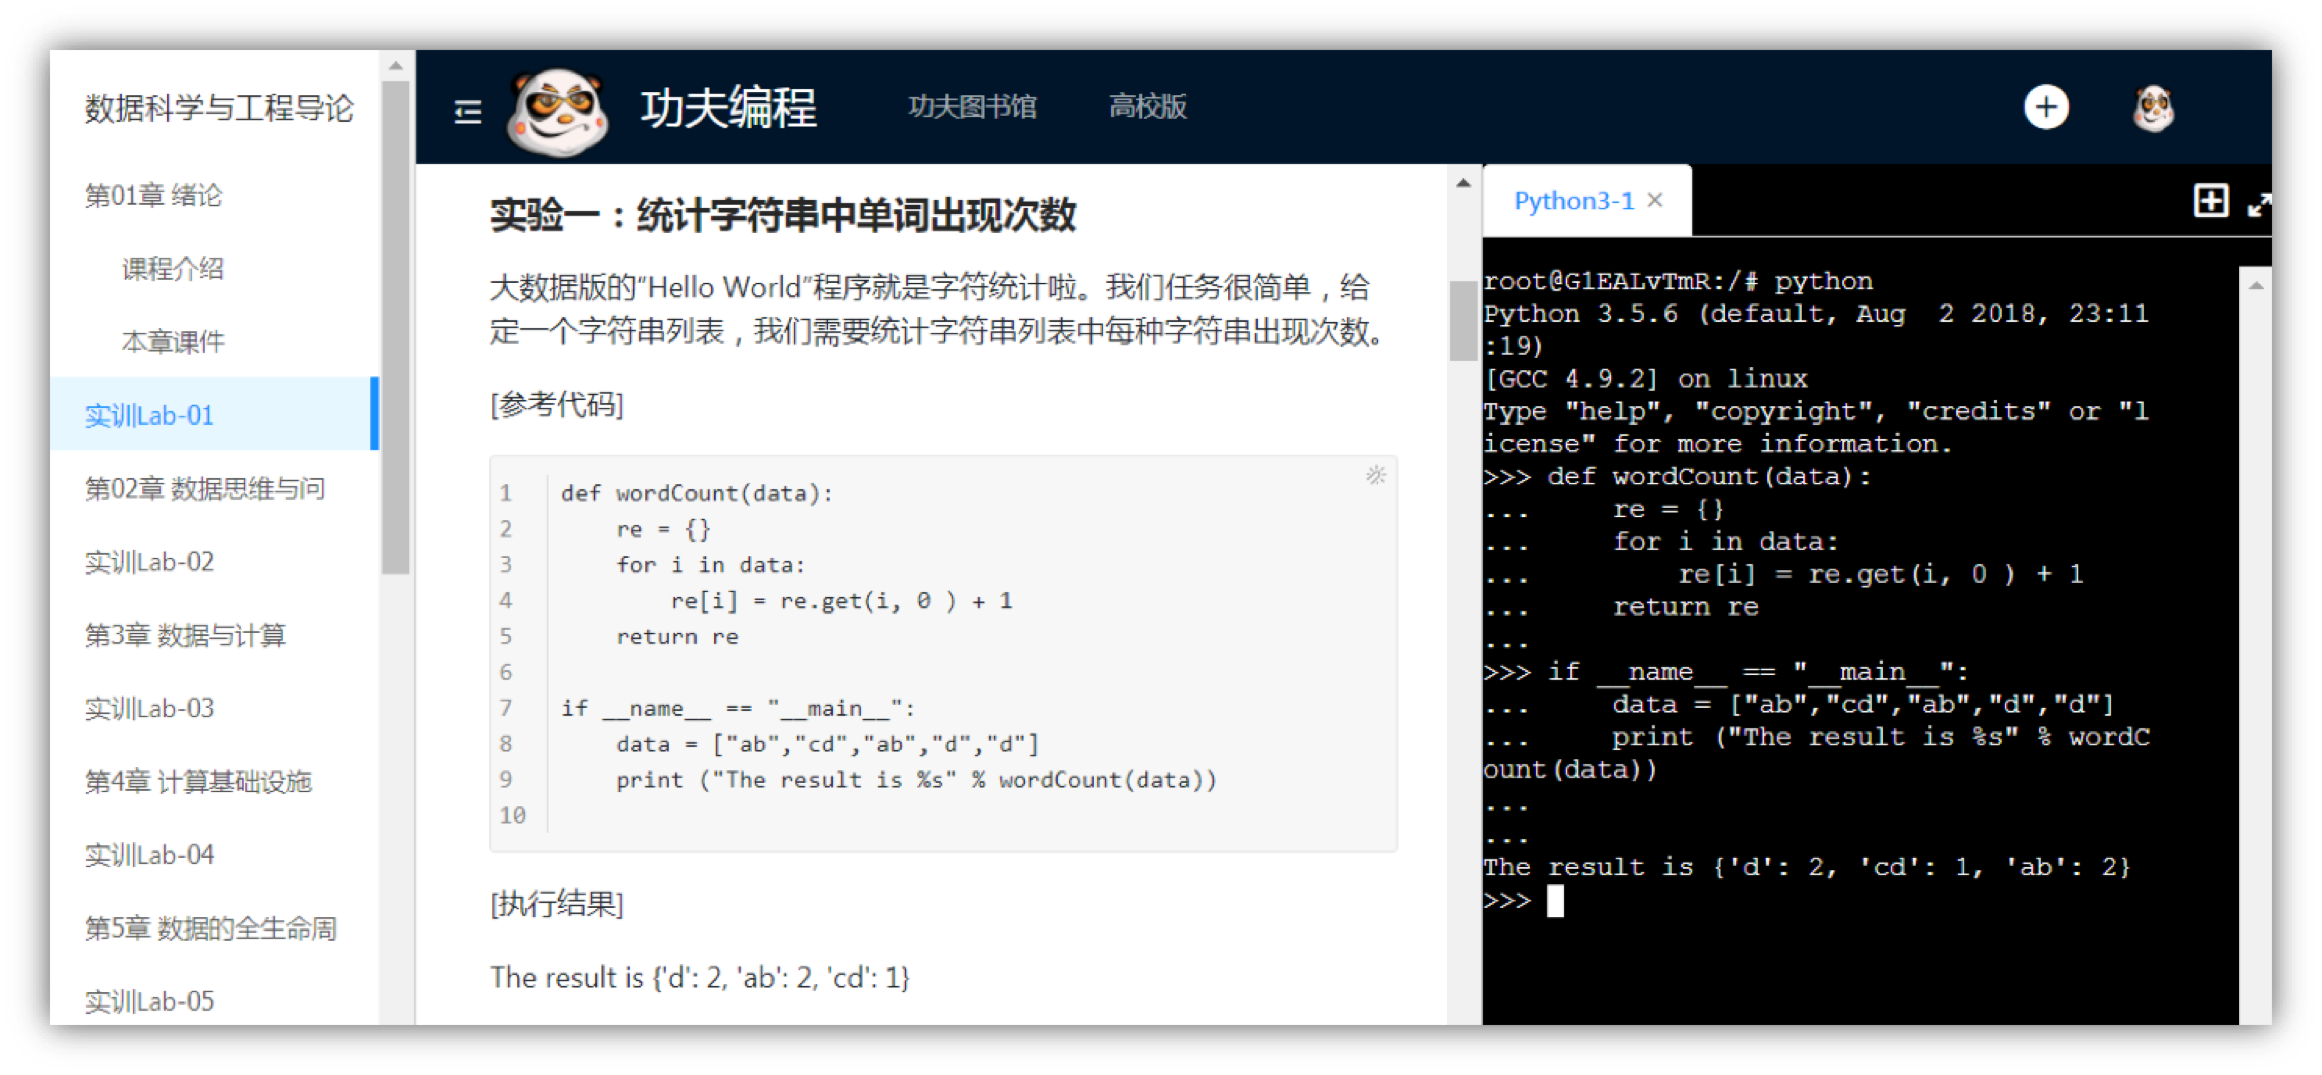 数据科学与工程导论
第01章 绪论
课程介绍
本章课件
实训Lab-01
第02章 数据思维与问
实训Lab-02
第3章 数据与计算
实训Lab-03
第4章 计算基础设施
实训Lab-04
第5章 数据的全生命周
实训Lab-05
功夫编程
功夫图书馆
高校版
实验一：统计字符串中单词出现次数
大数据版的“Hello World”程序就是字符统计啦。我们任务很简单，给
定一个字符串列表，我们需要统计字符串列表中每种字符串出现次数。
[参考代码]
1 def wordCount(data):
2     re = {}
3     for i in data:
4         re[i] = re.get(i, 0 ) + 1
5     return re
6
7 if __name__ == "__main__":
8     data = ["ab","cd","ab","d","d"]
9     print ("The result is %s" % wordCount(data))
10
[执行结果]
The result is {'d': 2, 'ab': 2, 'cd': 1}
Python3-1
root@G1EALvTmR:/# python
Python 3.5.6 (default, Aug  2 2018, 23:11
:19)
[GCC 4.9.2] on linux
Type "help", "copyright", "credits" or "l
icense" for more information.
>>> def wordCount(data):
...     re = {}
...     for i in data:
...         re[i] = re.get(i, 0 ) + 1
...     return re
...
>>> if __name__ == "__main__":
...     data = ["ab","cd","ab","d","d"]
...     print ("The result is %s" % wordC
ount(data))
...
...
The result is {'d': 2, 'cd': 1, 'ab': 2}
>>>